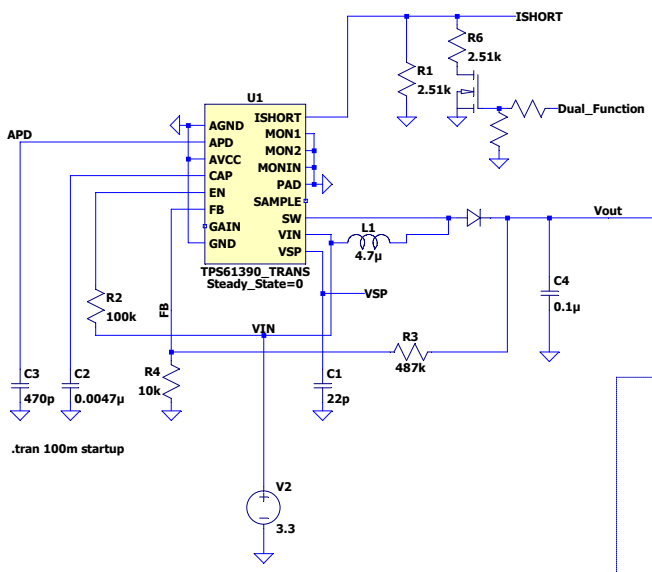 ISHORT
R6
2.51k
R1
2.51k
Dual_Function
U1
APD
AGND
APD
AVCC
CAP
EN
FB
GAIN
GND
ISHORT
MON1
MON2
MONIN
PAD
SAMPLE
SW
VIN
VSP
TPS61390_TRANS
Steady_State=0
L1
4.7µ
Vout
C4
0.1µ
VSP
R2
100k
FB
VIN
R3
487k
R4
10k
C3
470p
C2
0.0047µ
C1
22p
.tran 100m startup
V2
3.3